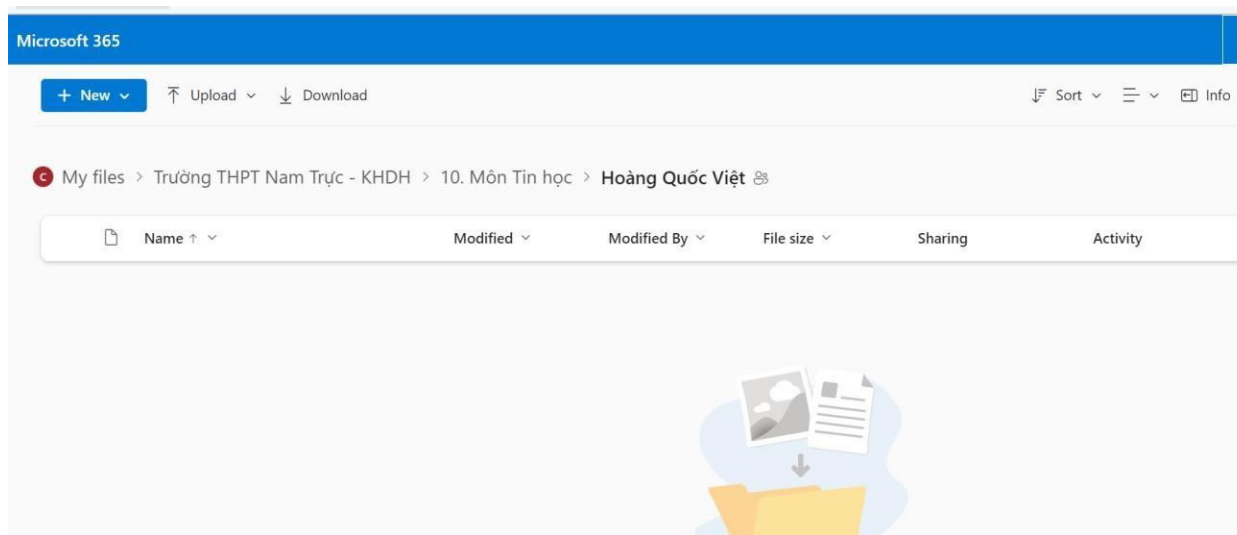 Microsoft 365
+ New Upload Download Sort Info
My files > Trường THPT Nam Trực - KHDH > 10. Môn Tin học > Hoàng Quốc Việt
Name ↑ Modified Modified By File size Sharing Activity